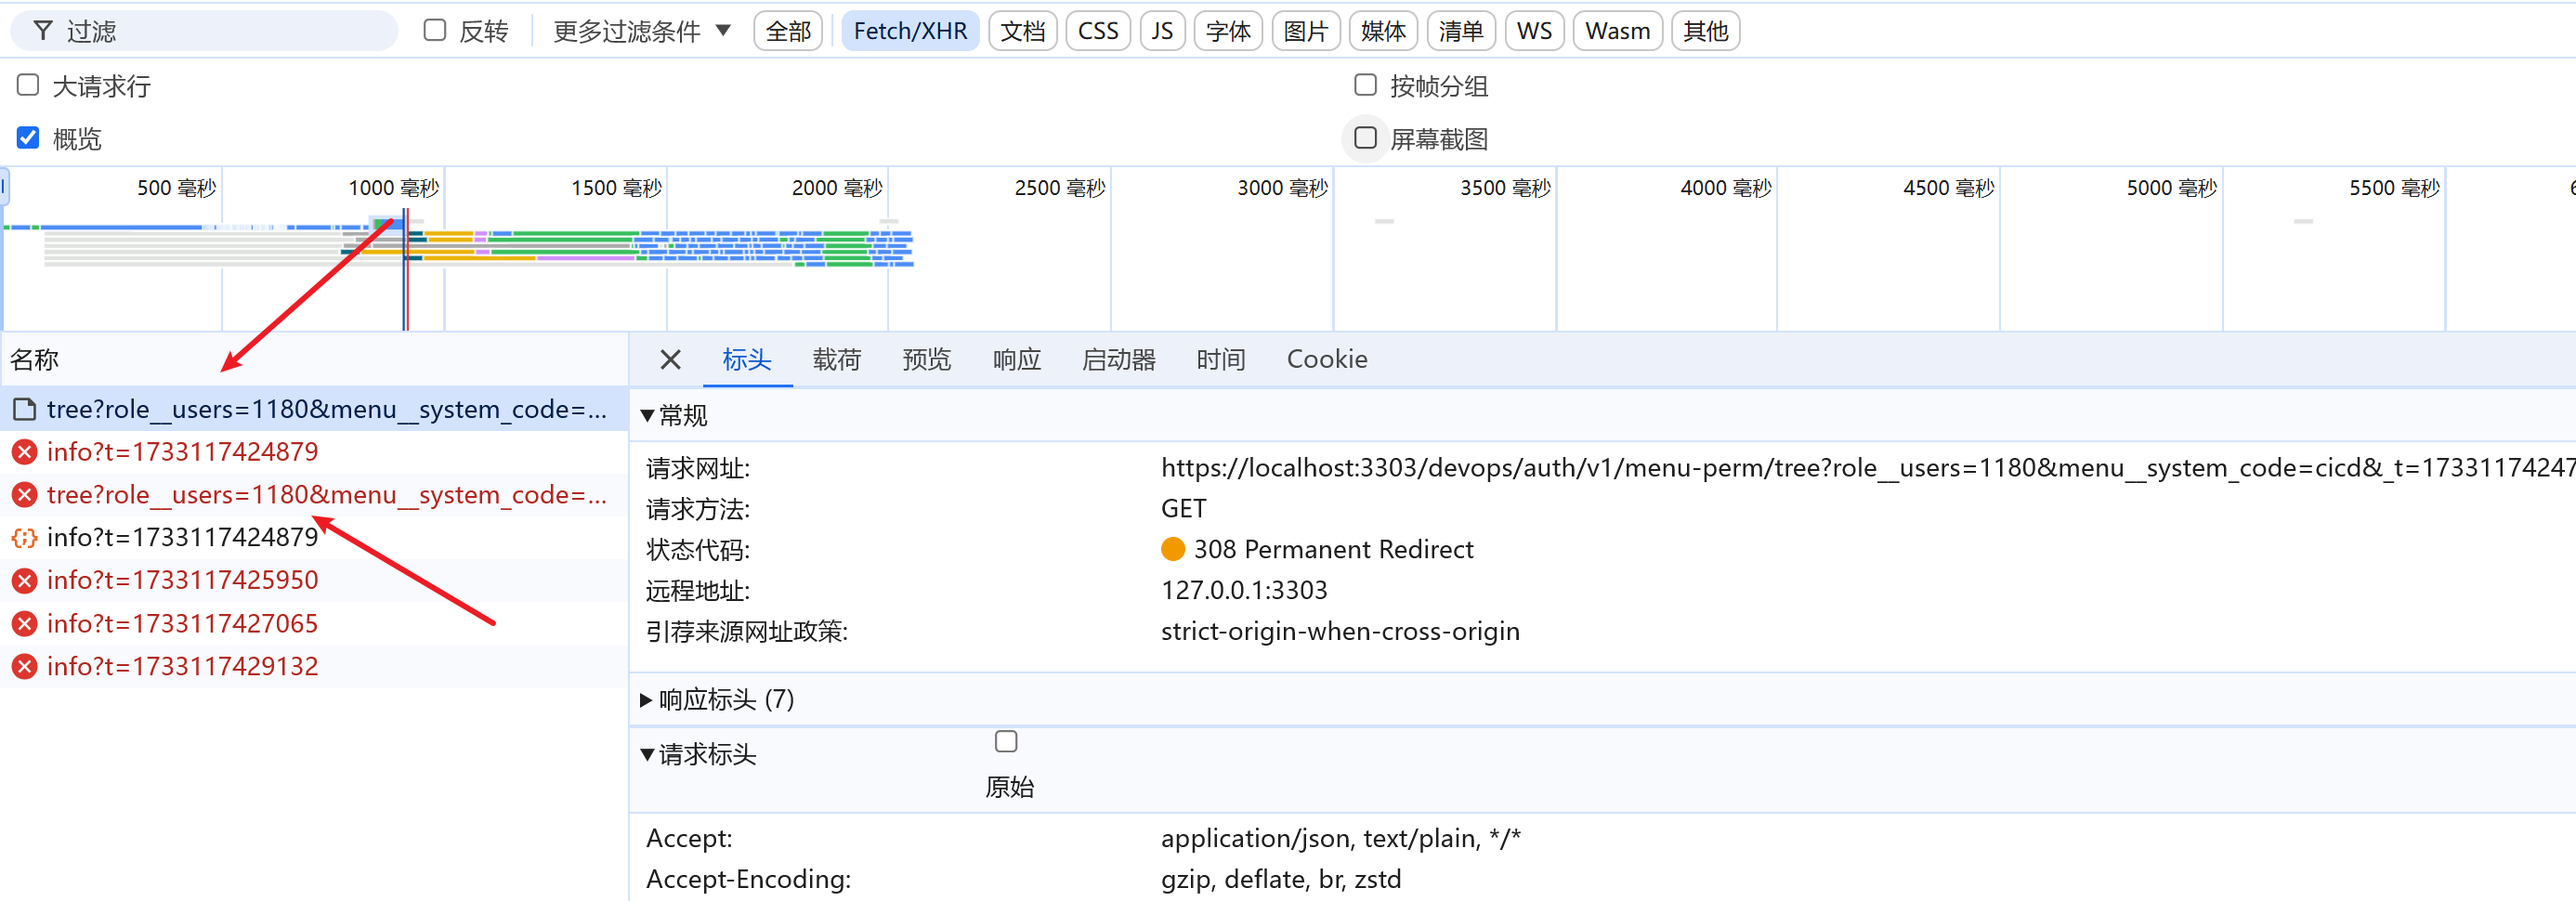 过滤 反转 更多过滤条件 全部 Fetch/XHR 文档 CSS JS 字体 图片 媒体 清单 WS Wasm 其他
大请求行 按帧分组
概览 屏幕截图
500 毫秒 1000 毫秒 1500 毫秒 2000 毫秒 2500 毫秒 3000 毫秒 3500 毫秒 4000 毫秒 4500 毫秒 5000 毫秒 5500 毫秒
名称
tree?role__users=1180&menu__system_code=...
info?t=1733117424879
tree?role__users=1180&menu__system_code=...
info?t=1733117424879
info?t=1733117425950
info?t=1733117427065
info?t=1733117429132
标头 载荷 预览 响应 启动器 时间 Cookie
常规
请求网址: https://localhost:3303/devops/auth/v1/menu-perm/tree?role__users=1180&menu__system_code=cicd&_t=17331174247
请求方法: GET
状态代码: 308 Permanent Redirect
远程地址: 127.0.0.1:3303
引荐来源网址政策: strict-origin-when-cross-origin
响应标头 (7)
请求标头
原始
Accept: application/json, text/plain, */*
Accept-Encoding: gzip, deflate, br, zstd